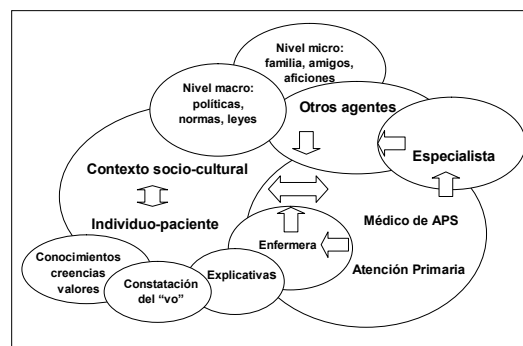 Nivel micro:
familia, amigos,
aficiones
Nivel macro:
políticas,
normas, leyes
Otros agentes
Especialista
Contexto socio-cultural
Individuo-paciente
Médico de APS
Enfermera
Atención Primaria
Conocimientos
creencias
valores
Constatación
del “vo”
Explicativas